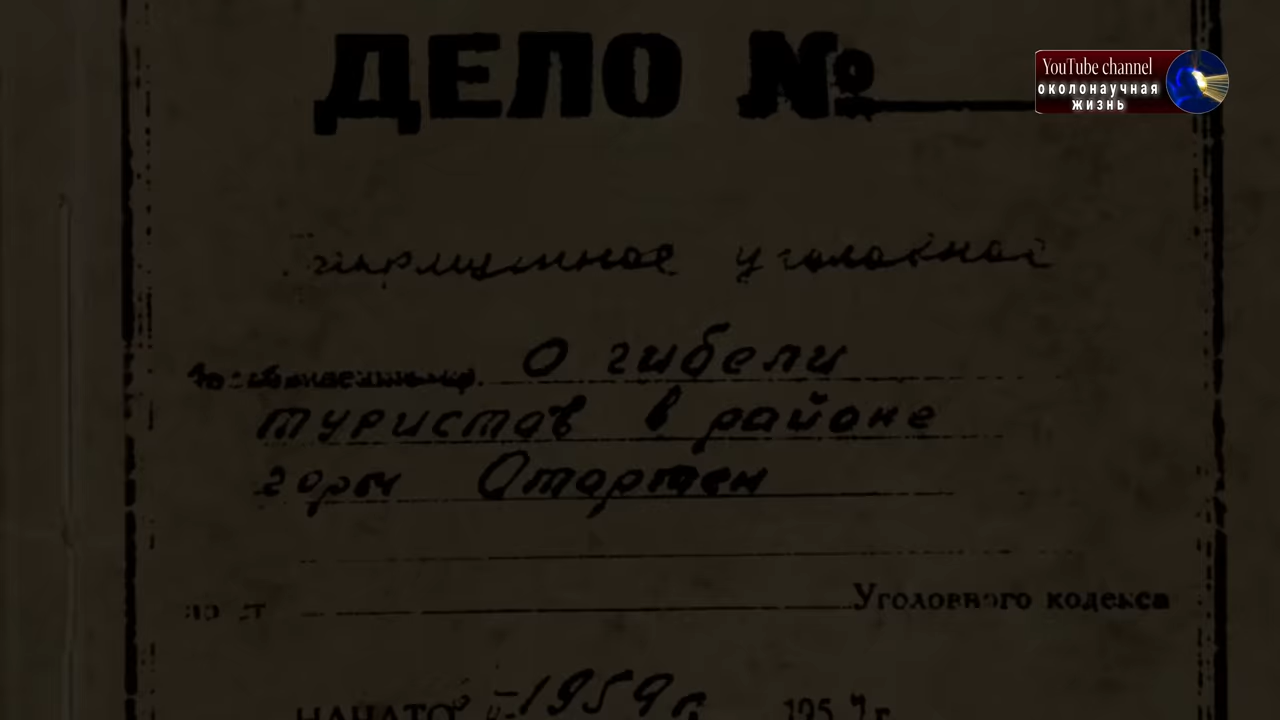 ДЕЛО №
YouTube channel
околонаучная
жизнь
уголовное
О гибели
туристов в районе
горы Отортен
Уголовного кодекса
НАЧАТО 1959 г. 195 г.